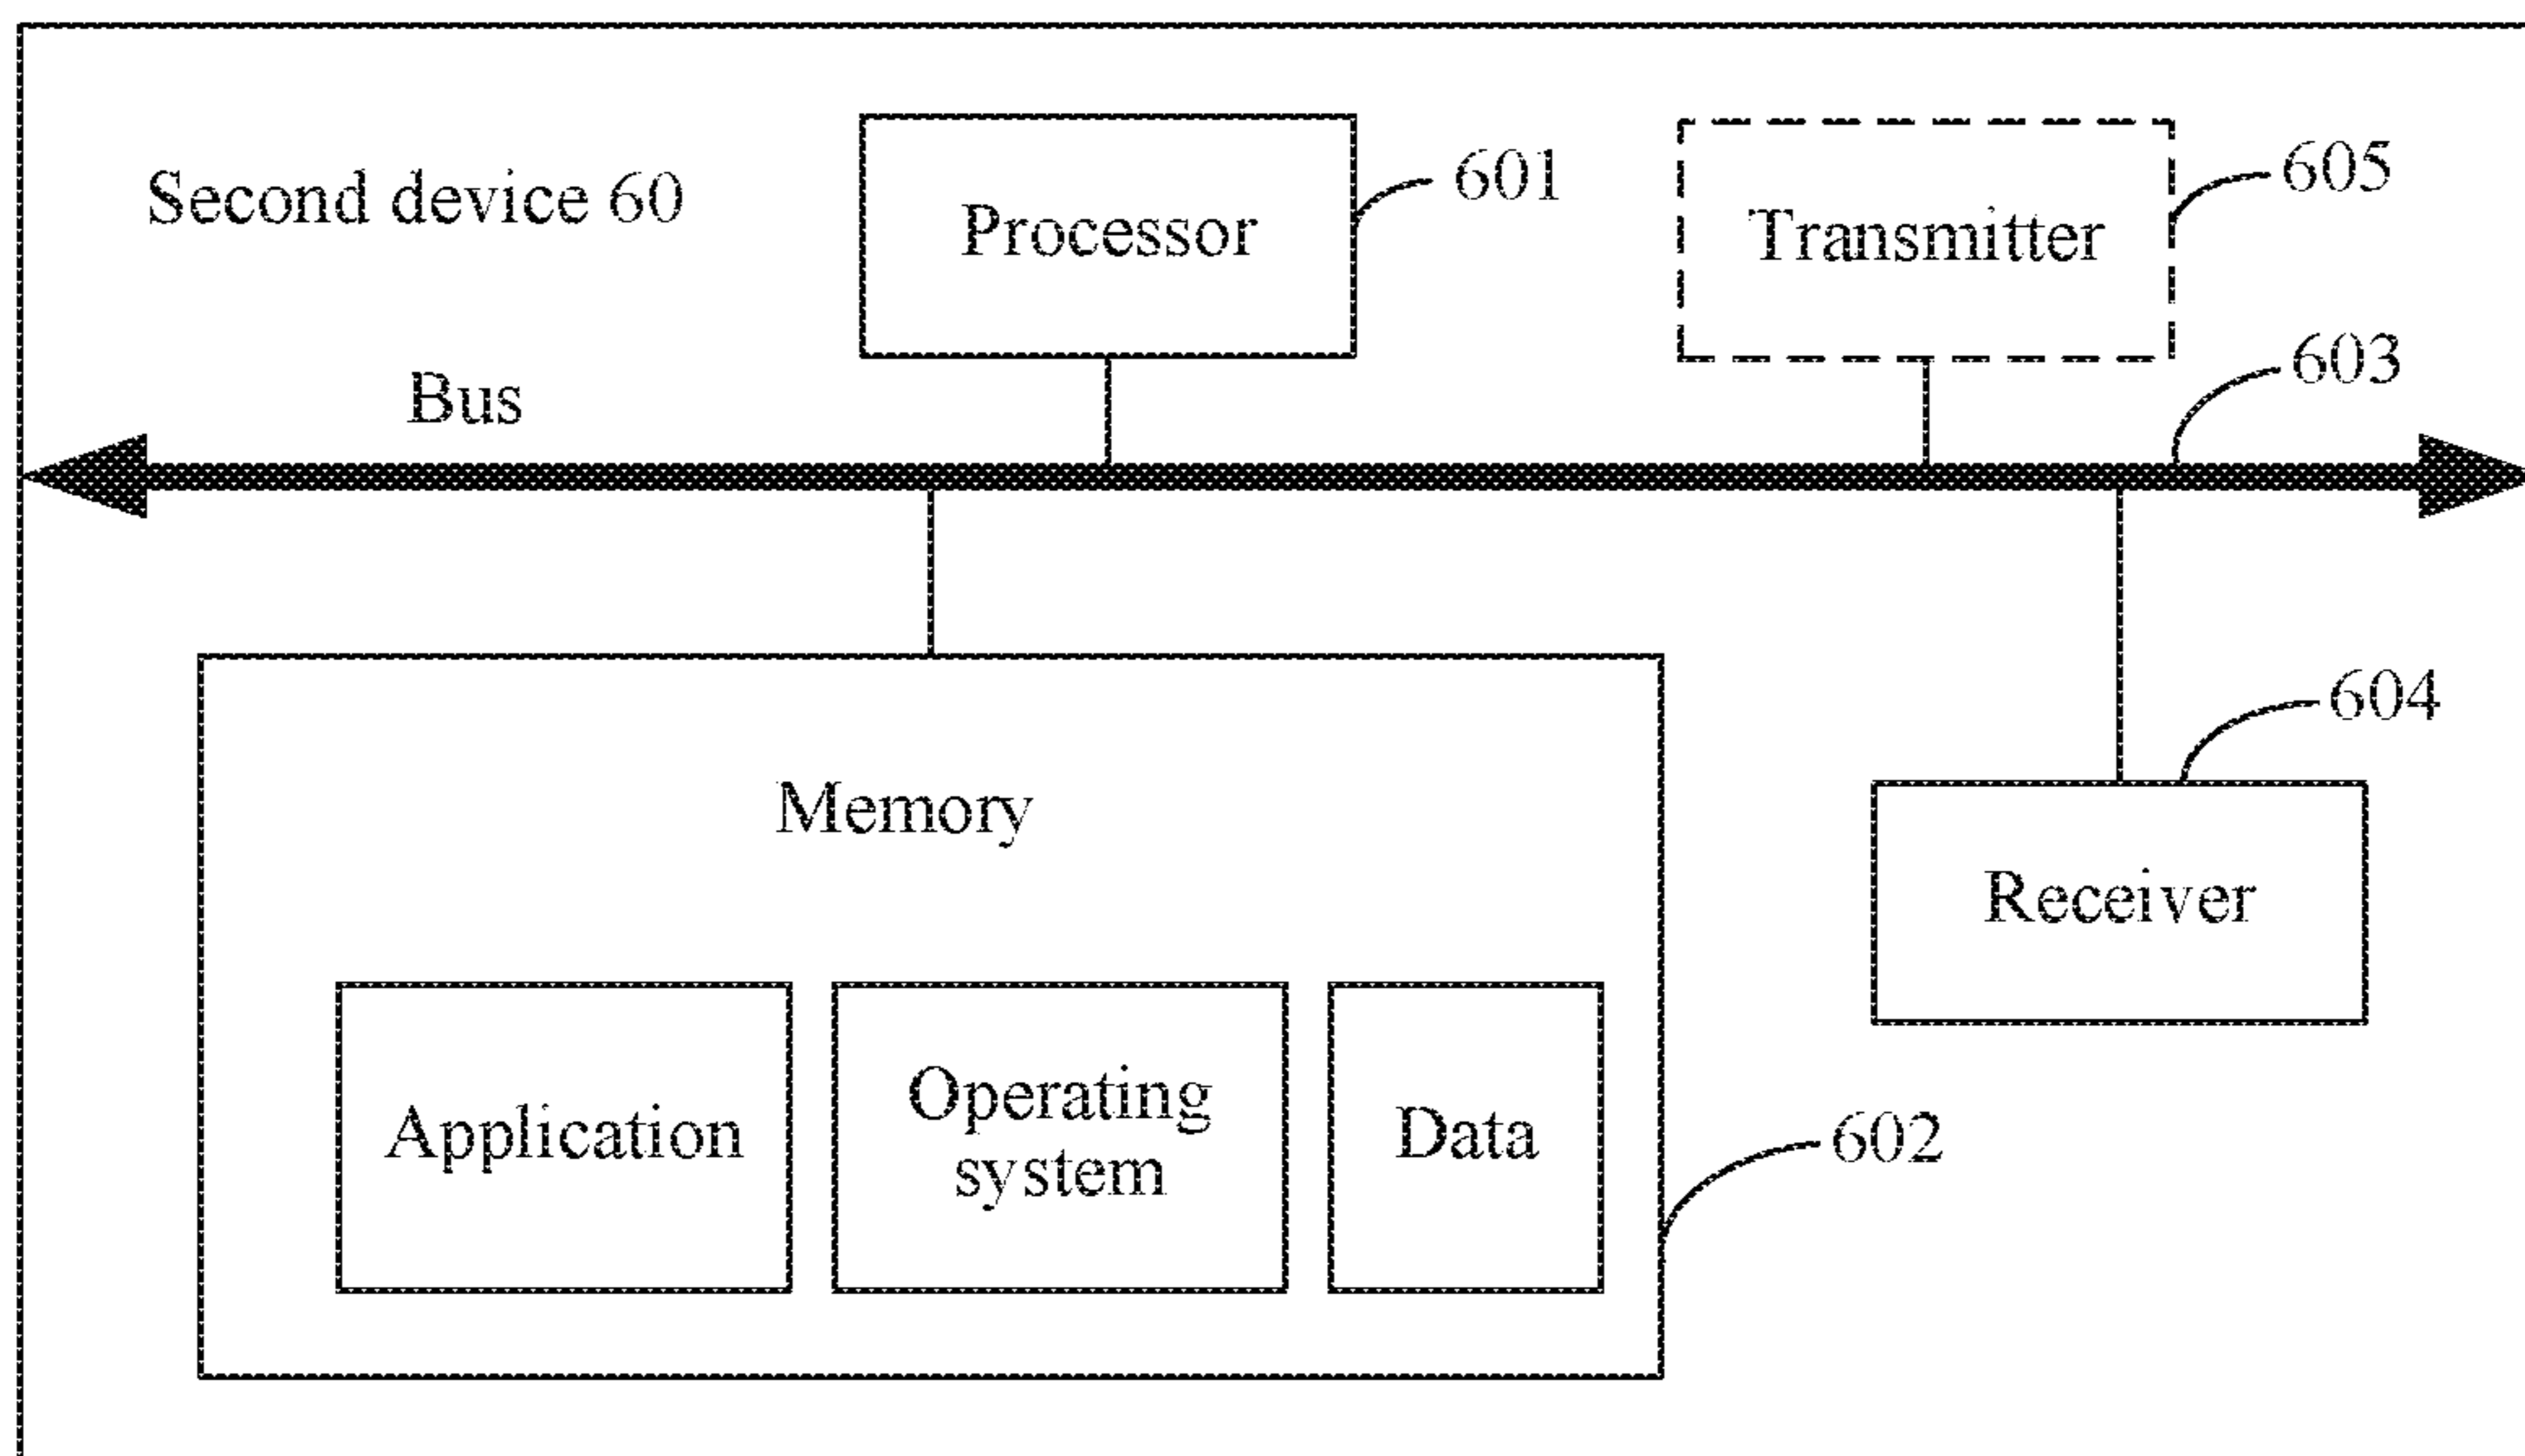 Second device 60
Processor
601
Transmitter
605
Bus
603
Memory
604
Receiver
Application
Operating
system
Data
602